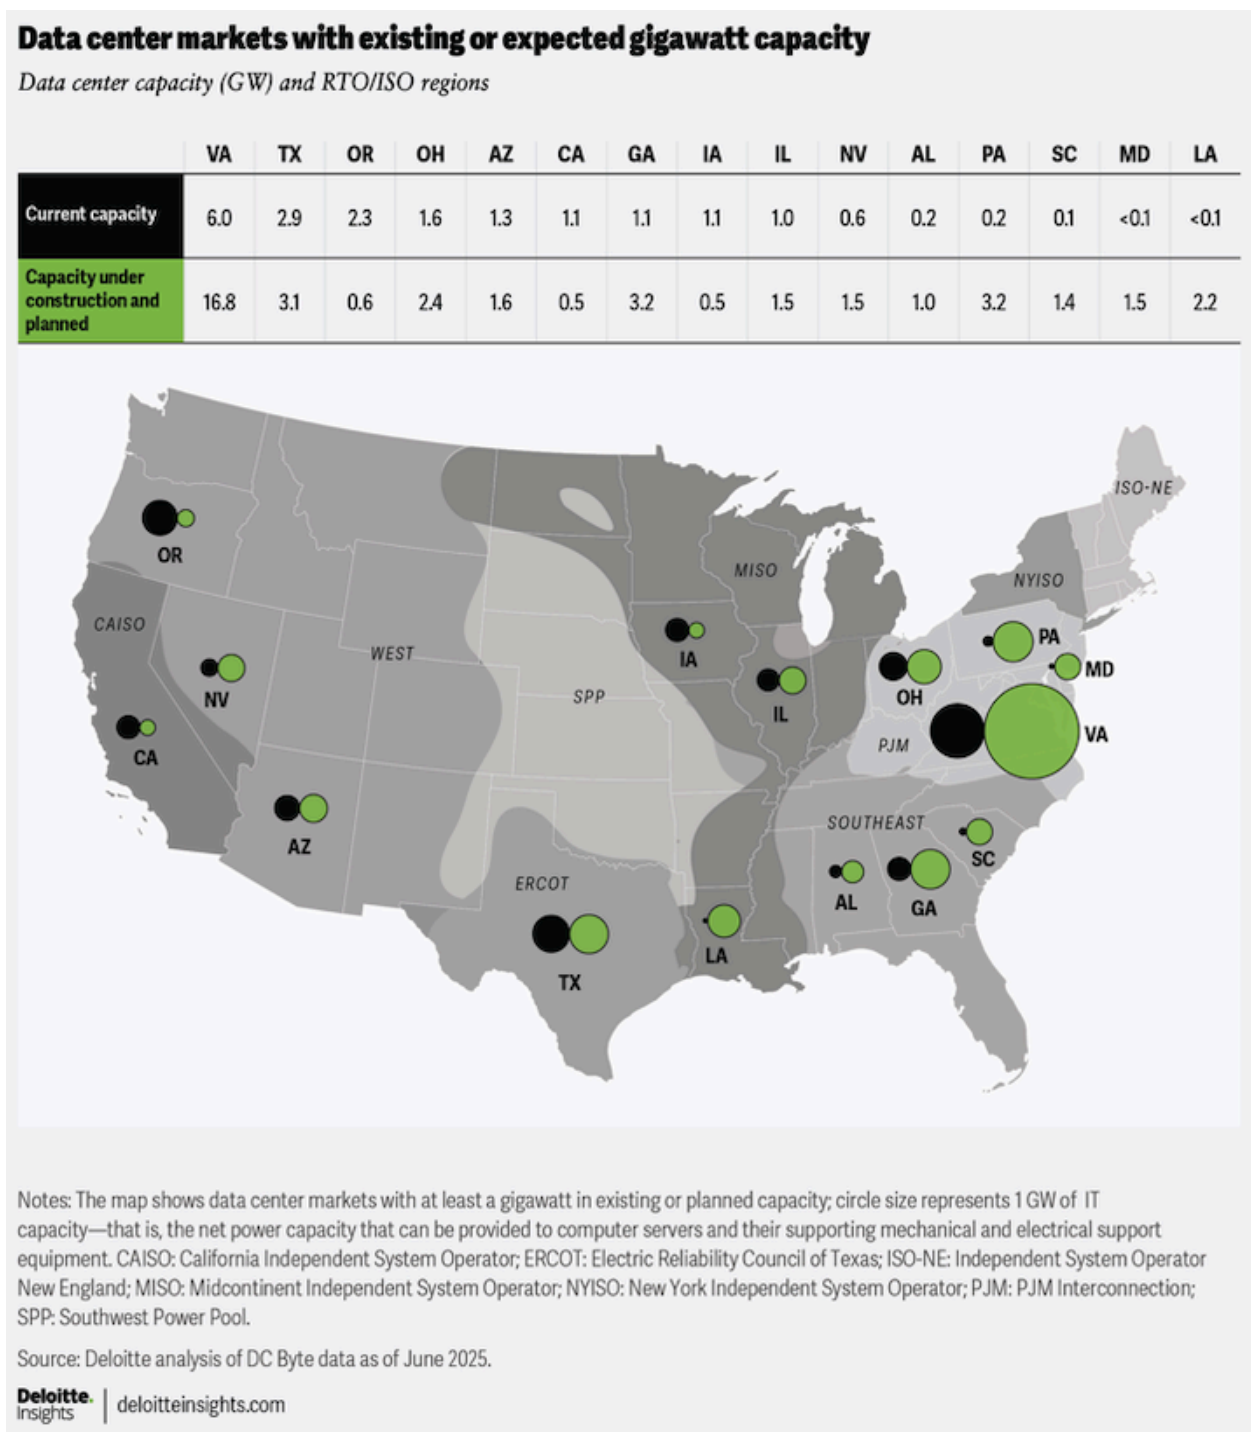 Data center markets with existing or expected gigawatt capacity
Data center capacity (GW) and RTO/ISO regions
VA TX OR OH AZ CA GA IA IL NV AL PA SC MD LA
Current capacity 6.0 2.9 2.3 1.6 1.3 1.1 1.1 1.1 1.0 0.6 0.2 0.2 0.1 <0.1 <0.1
Capacity under
construction and
planned
16.8 3.1 0.6 2.4 1.6 0.5 3.2 0.5 1.5 1.5 1.0 3.2 1.4 1.5 2.2
ISO-NE
OR
MISO
NYISO
CAISO
PA
WEST
IA
MD
NV
SPP
OH
IL
VA
CA
PJM
AZ
SOUTHEAST
SC
ERCOT
AL
GA
LA
TX
Notes: The map shows data center markets with at least a gigawatt in existing or planned capacity; circle size represents 1 GW of IT
capacity—that is, the net power capacity that can be provided to computer servers and their supporting mechanical and electrical support
equipment. CAISO: California Independent System Operator; ERCOT: Electric Reliability Council of Texas; ISO-NE: Independent System Operator
New England; MISO: Midcontinent Independent System Operator; NYISO: New York Independent System Operator; PJM: PJM Interconnection;
SPP: Southwest Power Pool.
Source: Deloitte analysis of DC Byte data as of June 2025.
Deloitte.
Insights
deloitteinsights.com